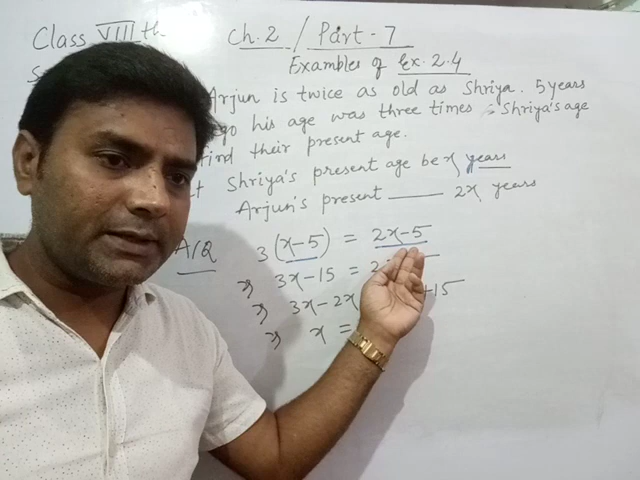 Class VIII th Ch.2 / Part - 7
Examples of Ex. 2.4
Arjun is twice as old as Shriya. 5 years
ago his age was three times Shriya's age
Find their present age.
Shriya's present age be x years
Arjun's present —— 2x years
A/Q 3(x-5) = 2x-5
⇒ 3x-15 =
⇒ 3x-2x +15
⇒ x =